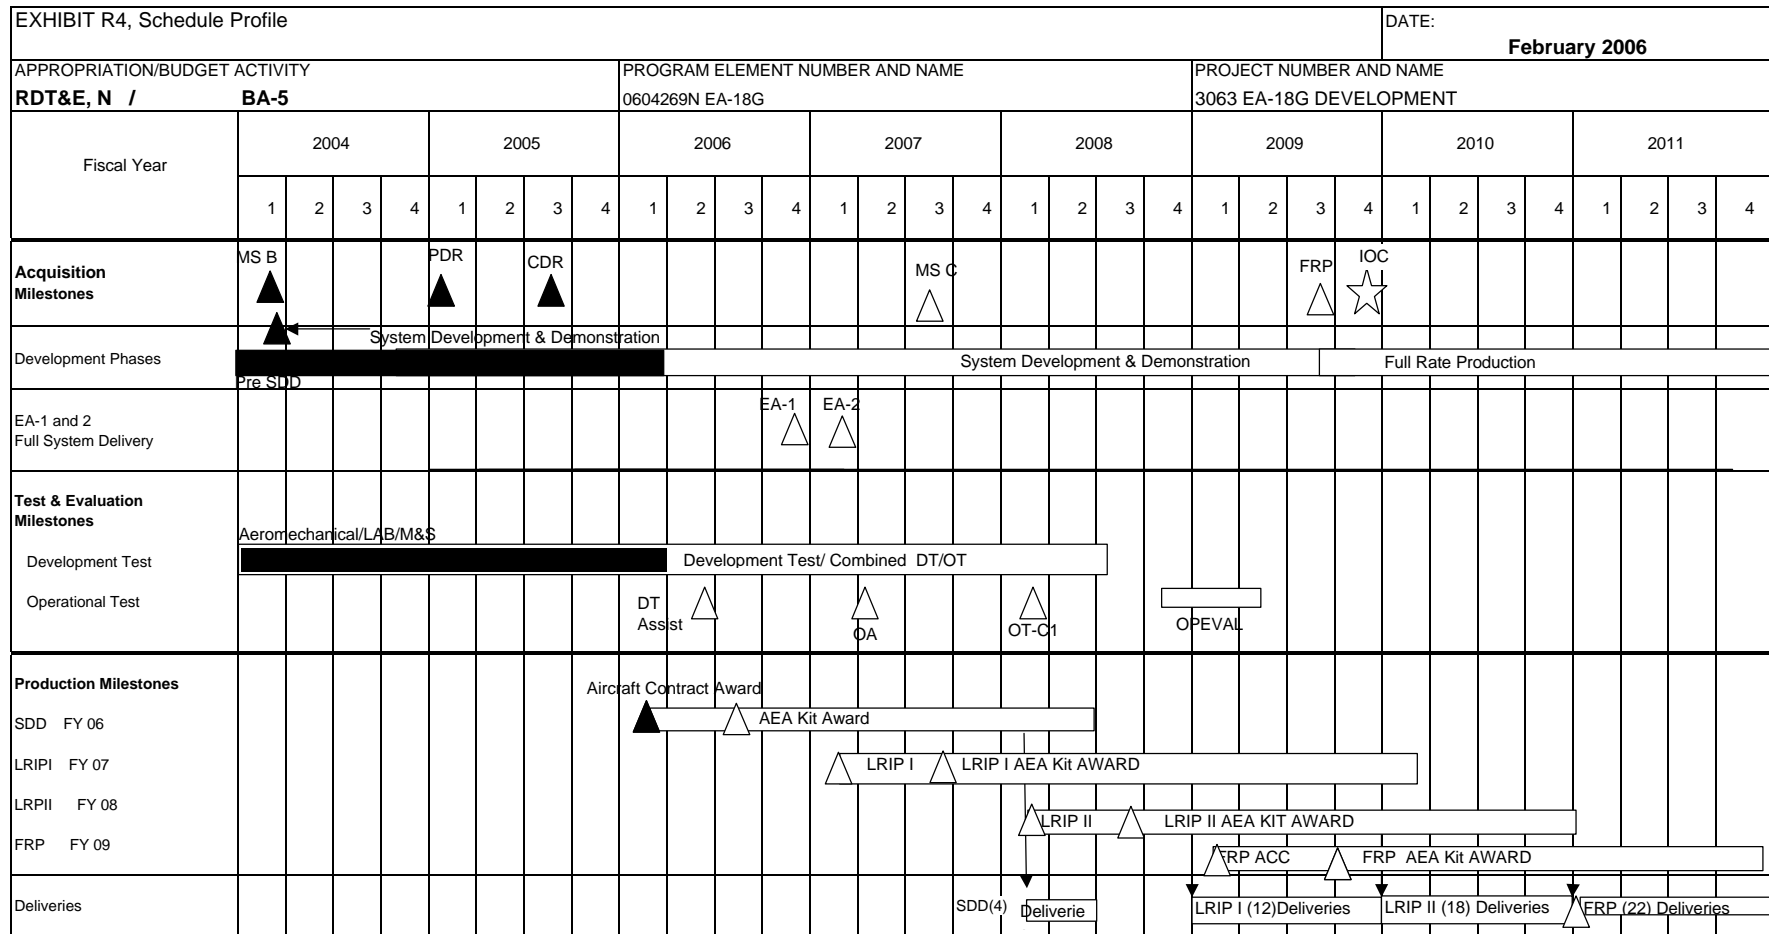 EXHIBIT R4, Schedule Profile
DATE:
February 2006
APPROPRIATION/BUDGET ACTIVITY
PROGRAM ELEMENT NUMBER AND NAME
PROJECT NUMBER AND NAME
RDT&E, N / BA-5
0604269N EA-18G
3063 EA-18G DEVELOPMENT
Fiscal Year
2004 2005 2006 2007 2008 2009 2010 2011
1 2 3 4 1 2 3 4 1 2 3 4 1 2 3 4 1 2 3 4 1 2 3 4 1 2 3 4 1 2 3 4
Acquisition
Milestones
MS B PDR CDR MS C FRP IOC
System Development & Demonstration
Development Phases
System Development & Demonstration Full Rate Production
Pre SDD
EA-1 EA-2
EA-1 and 2
Full System Delivery
Test & Evaluation
Milestones
Aeromechanical/LAB/M&S
Development Test
Development Test/ Combined DT/OT
Operational Test
DT
Assist
OA
OT-C1
OPEVAL
Production Milestones
Aircraft Contract Award
SDD FY 06
AEA Kit Award
LRIPI FY 07
LRIP I LRIP I AEA Kit AWARD
LRPII FY 08
LRIP II LRIP II AEA KIT AWARD
FRP FY 09
FRP ACC FRP AEA Kit AWARD
Deliveries
SDD(4) Deliverie LRIP I (12)Deliveries LRIP II (18) Deliveries FRP (22) Deliveries